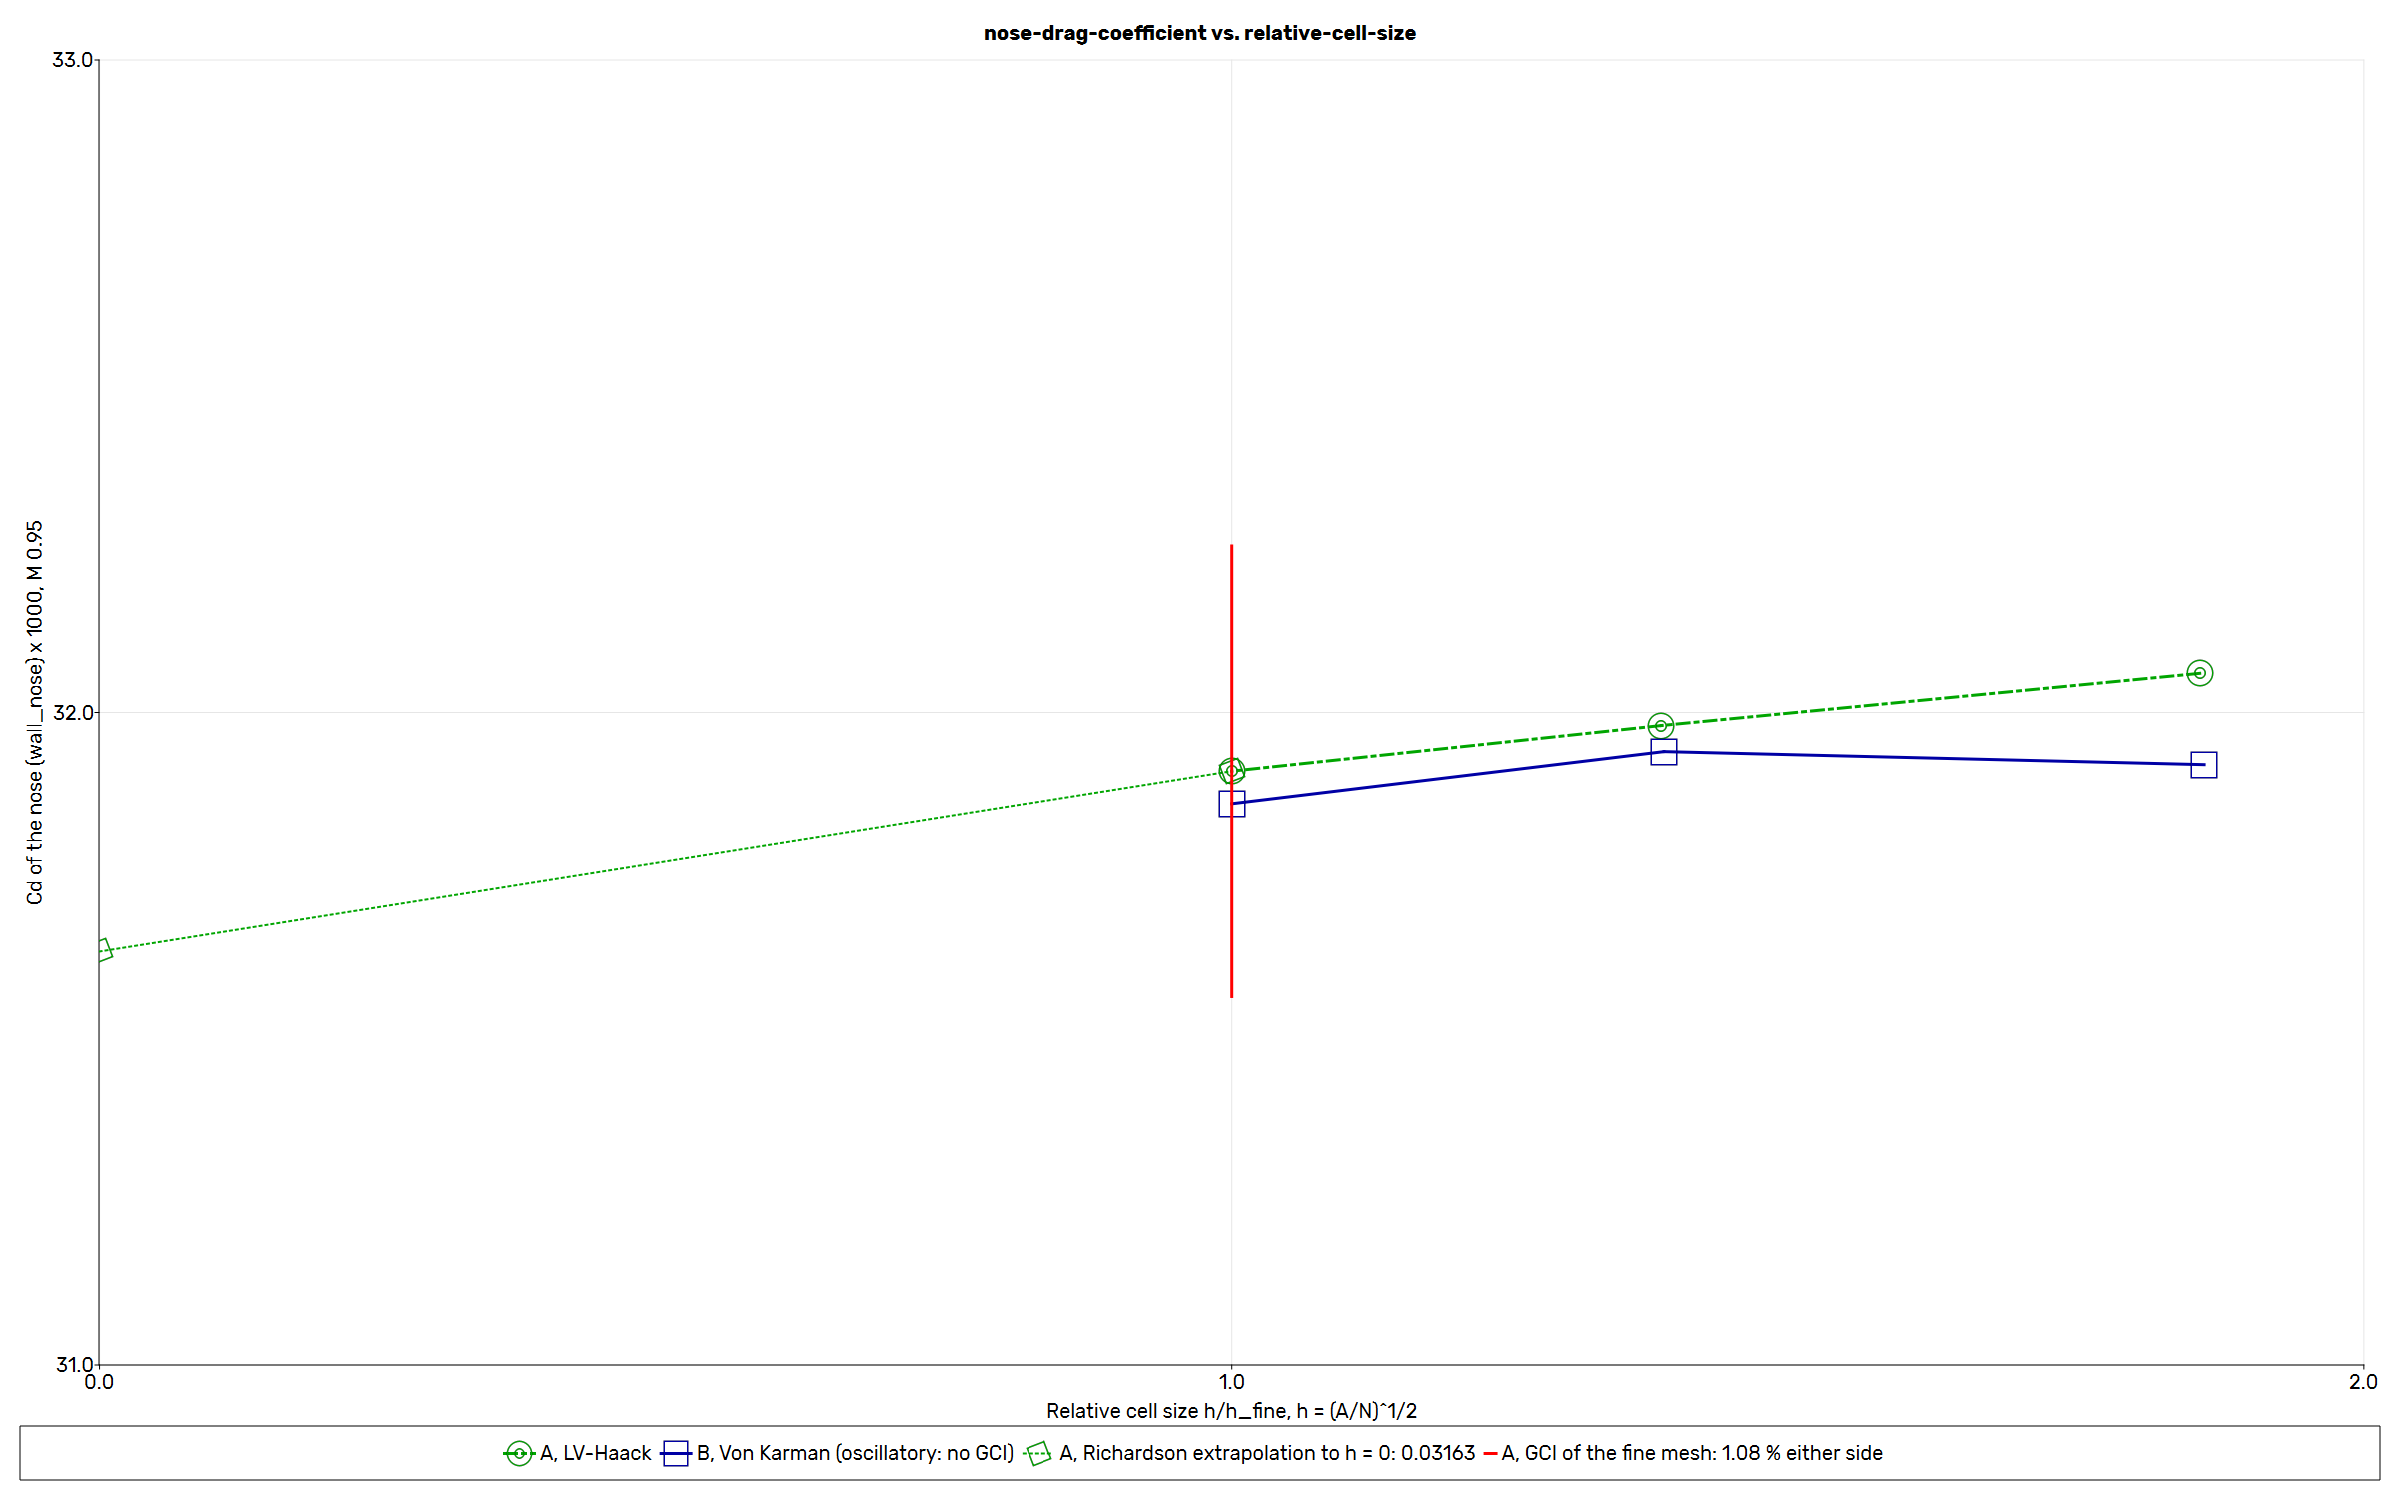 nose-drag-coefficient vs. relative-cell-size
33.0
32.0
31.0
Cd of the nose (wall_nose) x 1000, M 0.95
0.0
1.0
2.0
Relative cell size h/h_fine, h = (A/N)^1/2
A, LV-Haack
B, Von Karman (oscillatory: no GCI)
A, Richardson extrapolation to h = 0: 0.03163
A, GCI of the fine mesh: 1.08 % either side